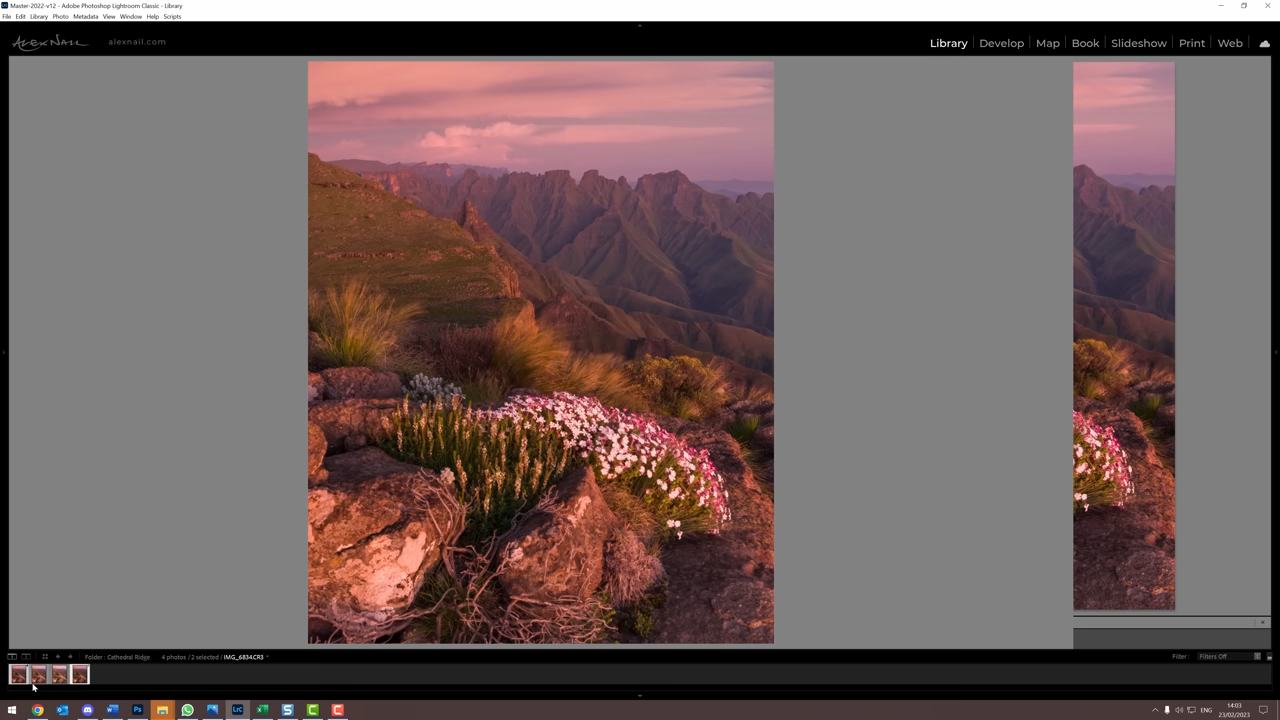 Master-2022-v12 - Adobe Photoshop Lightroom Classic - Library
File Edit Library Photo Metadata View Window Help Scripts
ALEX NAIL alexnail.com
Library Develop Map Book Slideshow Print Web
Folder : Cathedral Ridge 4 photos / 2 selected / IMG_6834.CR3
Filter : Filters Off
ENG
14:03
23/02/2023